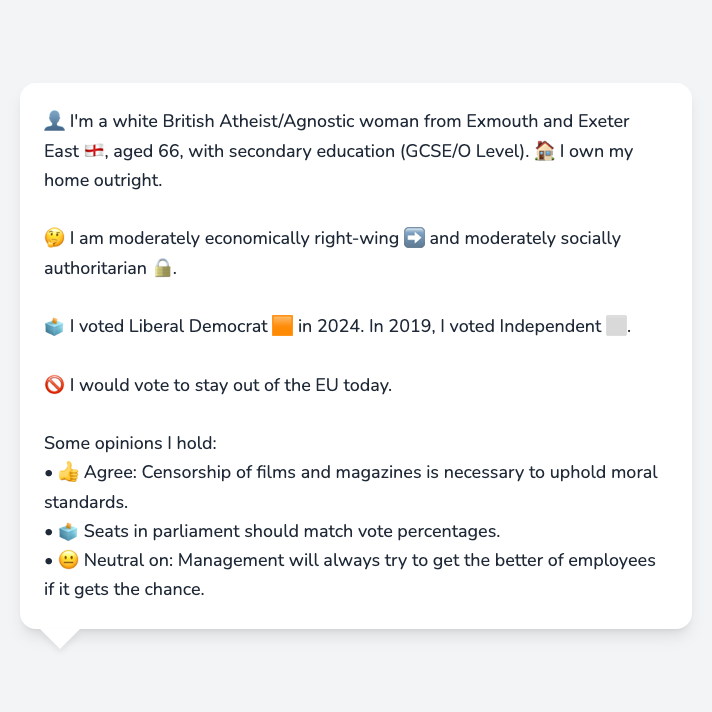 👤 I'm a white British Atheist/Agnostic woman from Exmouth and Exeter
East 🏴󠁧󠁢󠁥󠁮󠁧󠁿, aged 66, with secondary education (GCSE/O Level). 🏠 I own my
home outright.
🤔 I am moderately economically right-wing ➡️ and moderately socially
authoritarian 🔒.
🗳️ I voted Liberal Democrat 🟧 in 2024. In 2019, I voted Independent ⬜.
🚫 I would vote to stay out of the EU today.
Some opinions I hold:
• 👍 Agree: Censorship of films and magazines is necessary to uphold moral
standards.
• 🗳️ Seats in parliament should match vote percentages.
• 😐 Neutral on: Management will always try to get the better of employees
if it gets the chance.